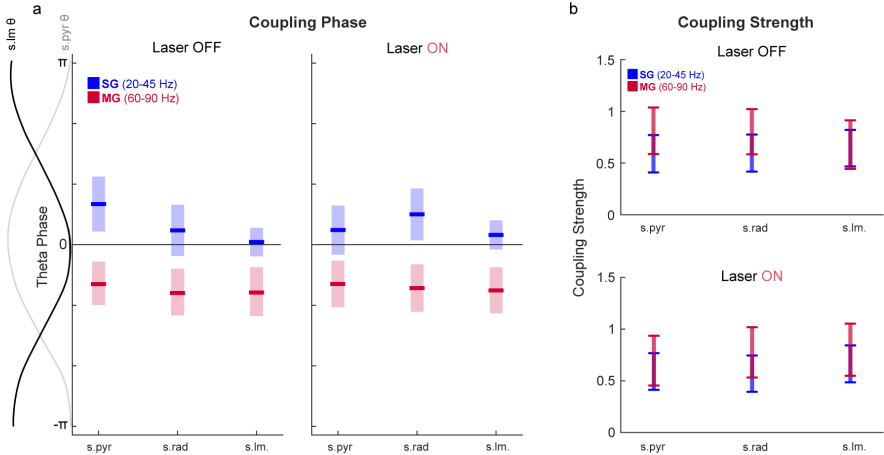 a
Coupling Phase
s.lm θ
s.pyr θ
Laser OFF
Laser ON
π
SG (20-45 Hz)
MG (60-90 Hz)
Theta Phase
0
-π
s.pyr
s.rad
s.lm.
s.pyr
s.rad
s.lm.
b
Coupling Strength
Laser OFF
1.5
SG (20-45 Hz)
MG (60-90 Hz)
1
0.5
0
s.pyr
s.rad
s.lm.
Coupling Strength
Laser ON
1.5
1
0.5
0
s.pyr
s.rad
s.lm.